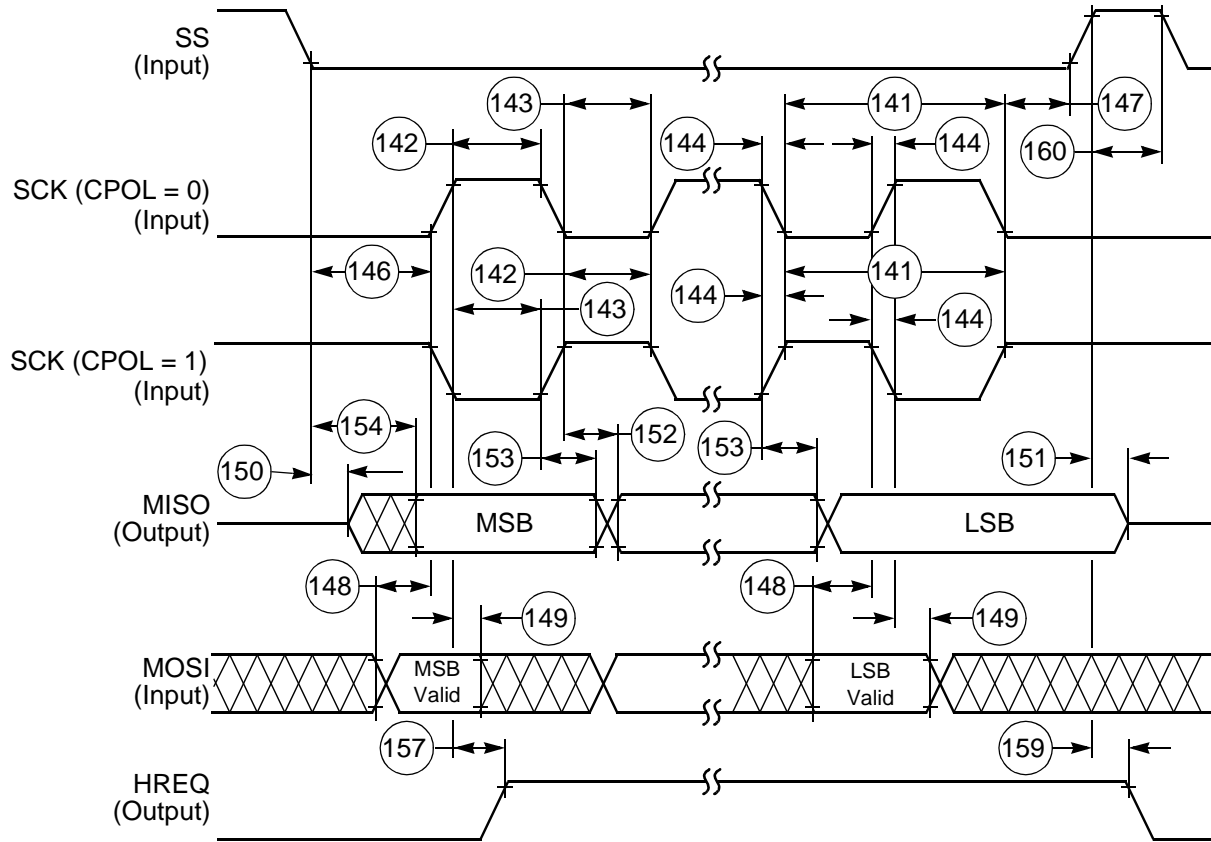 SS
(Input)
143
141
147
142
144
144
160
SCK (CPOL = 0)
(Input)
146
142
141
144
143
144
SCK (CPOL = 1)
(Input)
154
152
150
153
153
151
MISO
(Output)
MSB
LSB
148
148
149
149
MOSI
(Input)
MSB
Valid
LSB
Valid
157
159
HREQ
(Output)